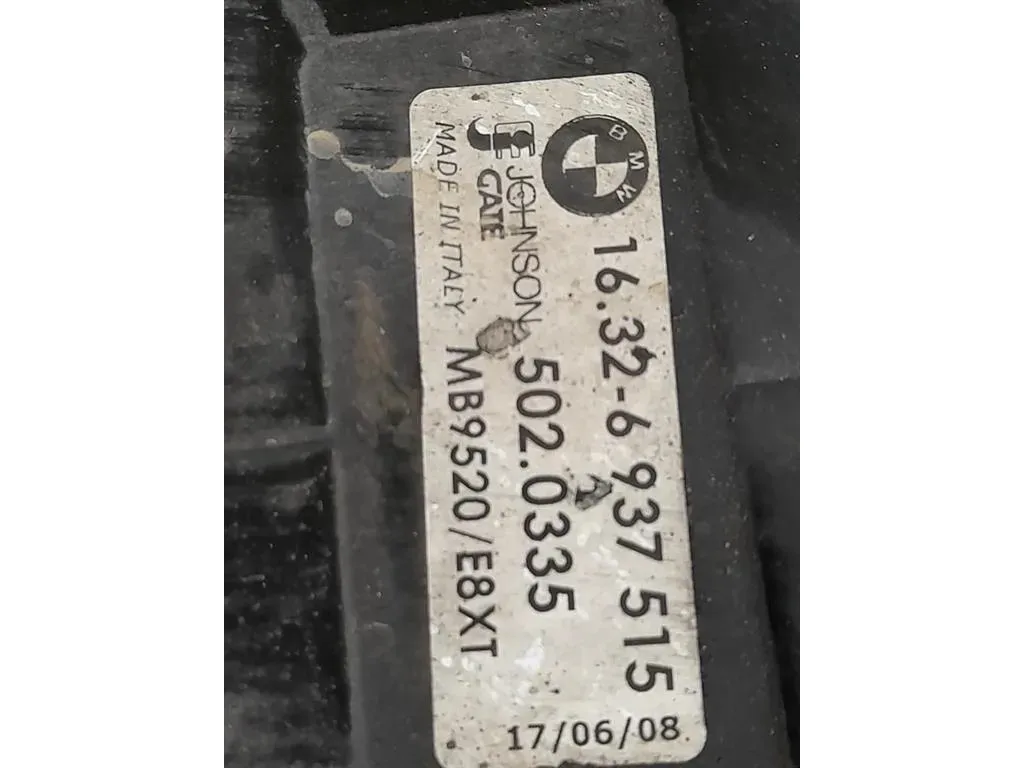 BMW
16.32-6 937 515
JOHNSON 502.0335
GATE
MADE IN ITALY MB9520/E8XT
17/06/08